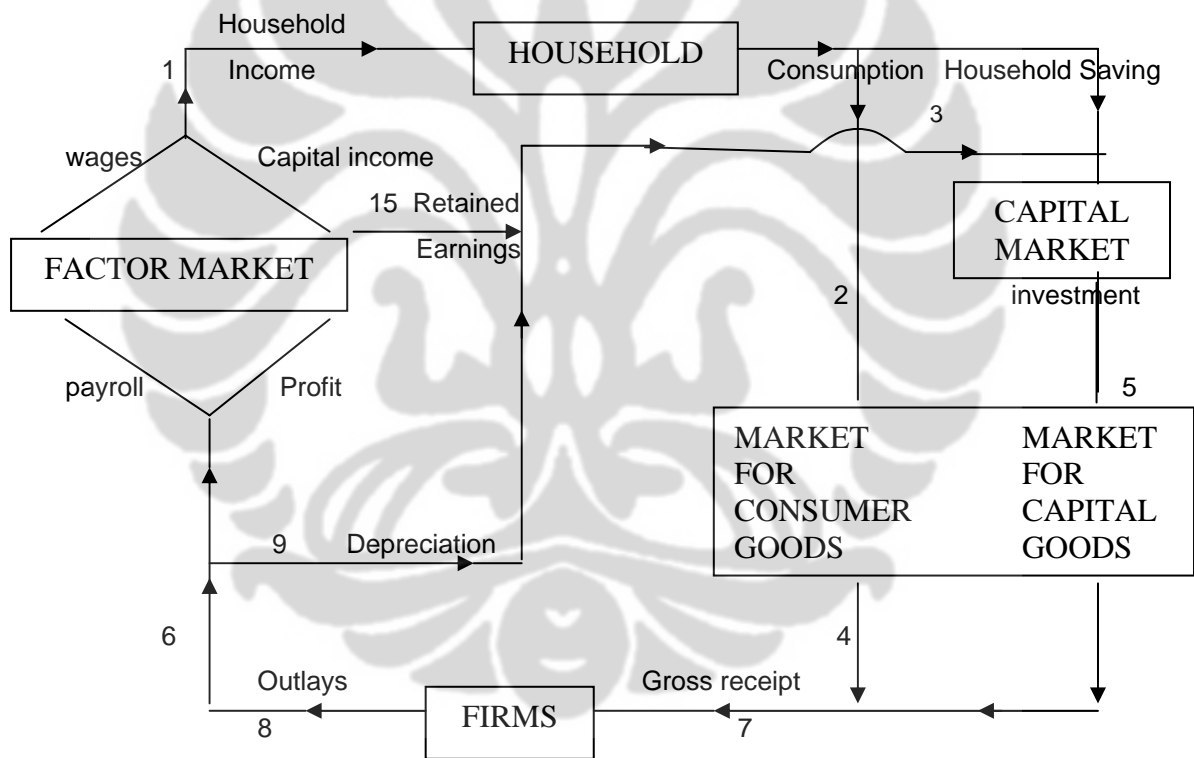 Household
HOUSEHOLD
1
Income
Consumption
Household Saving
3
wages
Capital income
15 Retained
Earnings
CAPITAL
MARKET
FACTOR MARKET
2
investment
payroll
Profit
5
MARKET
FOR
CONSUMER
GOODS
MARKET
FOR
CAPITAL
GOODS
9
Depreciation
6
4
Outlays
Gross receipt
FIRMS
8
7